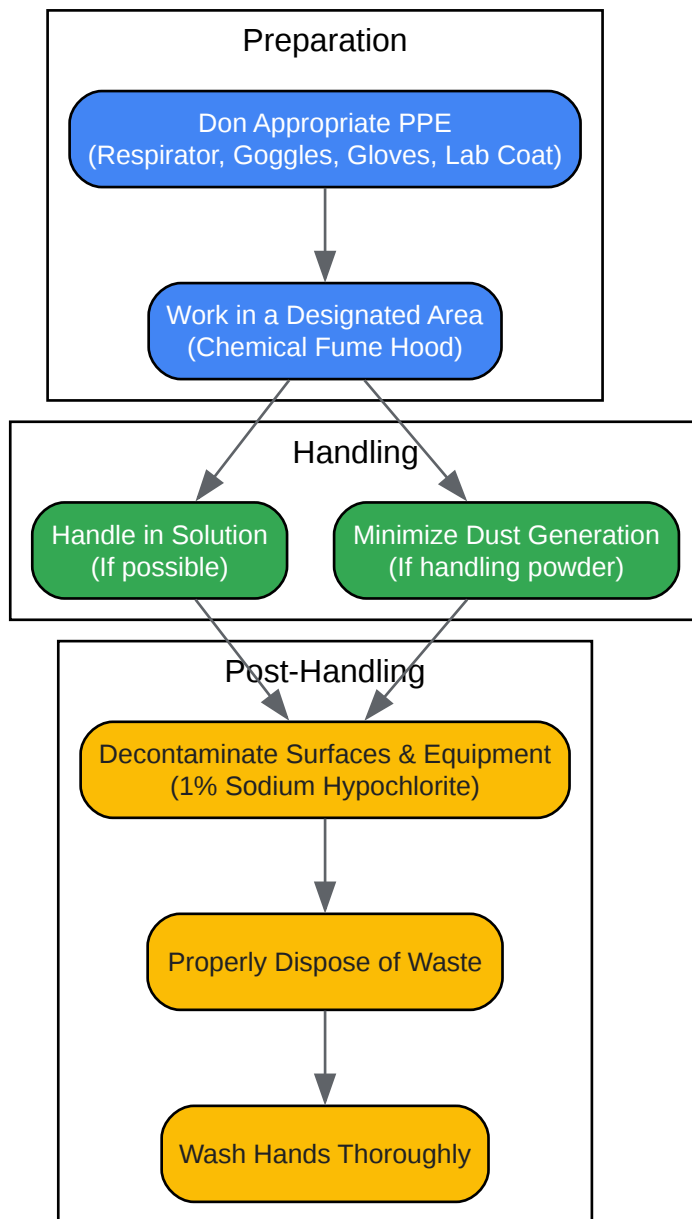 Preparation
Don Appropriate PPE
(Respirator, Goggles, Gloves, Lab Coat)
Work in a Designated Area
(Chemical Fume Hood)
Handling
Handle in Solution
(If possible)
Minimize Dust Generation
(If handling powder)
Post-Handling
Decontaminate Surfaces & Equipment
(1% Sodium Hypochlorite)
Properly Dispose of Waste
Wash Hands Thoroughly